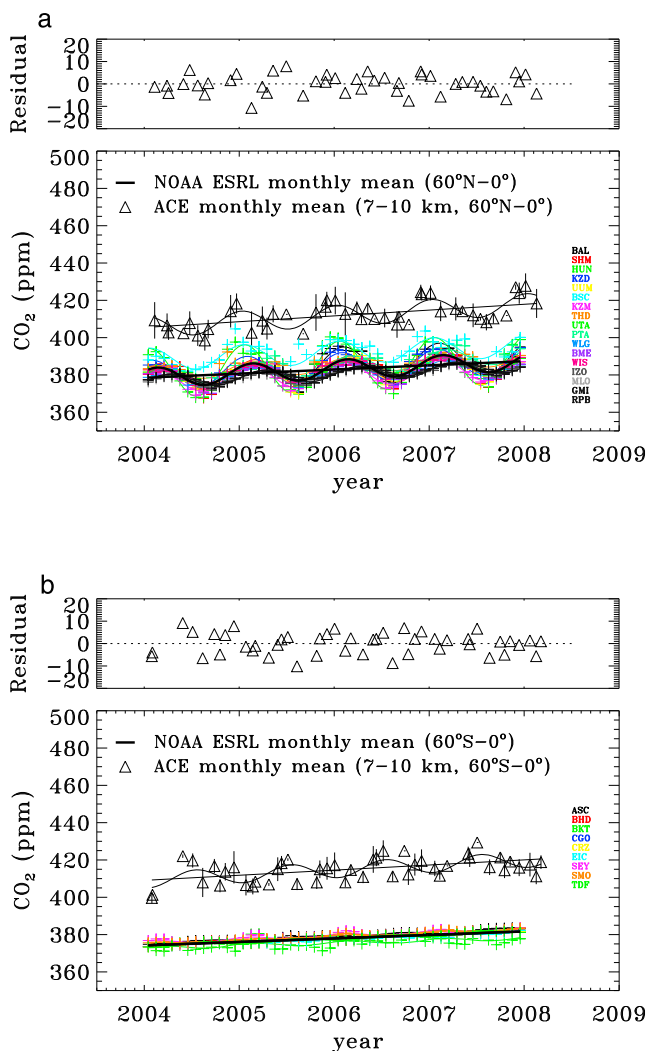 a
20
10
0
−10
−20
Residual
500
480
460
440
420
400
380
360
CO2 (ppm)
NOAA ESRL monthly mean (60°N−0°)
ACE monthly mean (7−10 km, 60°N−0°)
BAL
SHM
HUN
KZD
UUM
BSC
KZM
THD
UTA
PTA
WLG
BME
WIS
IZO
MLO
GMI
RPB
2004 2005 2006 2007 2008 2009
year
b
20
10
0
−10
−20
Residual
500
480
460
440
420
400
380
360
CO2 (ppm)
NOAA ESRL monthly mean (60°S−0°)
ACE monthly mean (7−10 km, 60°S−0°)
ASC
BHD
BKT
CGO
CRZ
EIC
SEY
SMO
TDF
2004 2005 2006 2007 2008 2009
year